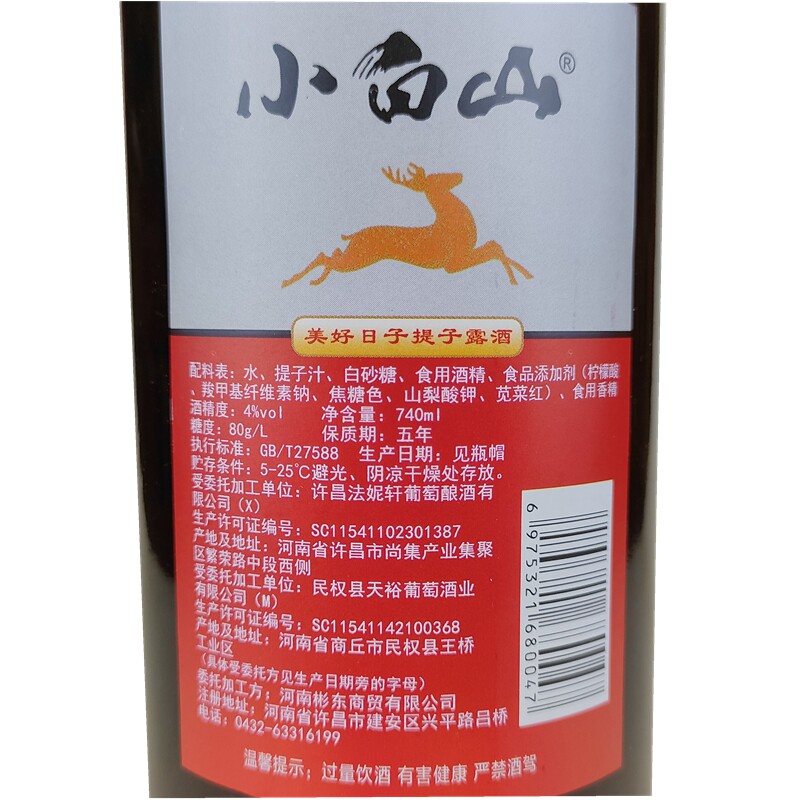 小白山®
美好日子提子露酒
配料表：水、提子汁、白砂糖、食用酒精、食品添加剂（柠檬酸
、羧甲基纤维素钠、焦糖色、山梨酸钾、苋菜红）、食用香精
酒精度：4%vol 净含量：740ml
糖度：80g/L 保质期：五年
执行标准：GB/T27588 生产日期：见瓶帽
贮存条件：5-25℃避光、阴凉干燥处存放。
受委托加工单位：许昌法妮轩葡萄酿酒有
限公司（X）
生产许可证编号：SC11541102301387
产地及地址：河南省许昌市尚集产业集聚
区繁荣路中段西侧
受委托加工单位：民权县天裕葡萄酒业
有限公司（M）
生产许可证编号：SC11541142100368
产地及地址：河南省商丘市民权县王桥
工业区
（具体受委托方见生产日期旁的字母）
委托加工方：河南彬东商贸有限公司
注册地址：河南省许昌市建安区兴平路吕桥
电话：0432-63316199
温馨提示；过量饮酒 有害健康 严禁酒驾
6975321680047